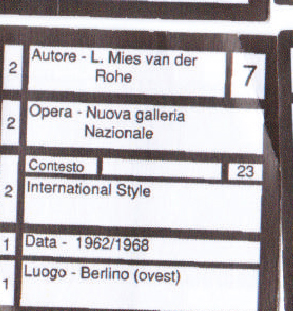 2 Autore - L. Mies van der
Rohe
7
2 Opera - Nuova galleria
Nazionale
Contesto 23
2 International Style
1 Data - 1962/1968
1 Luogo - Berlino (ovest)